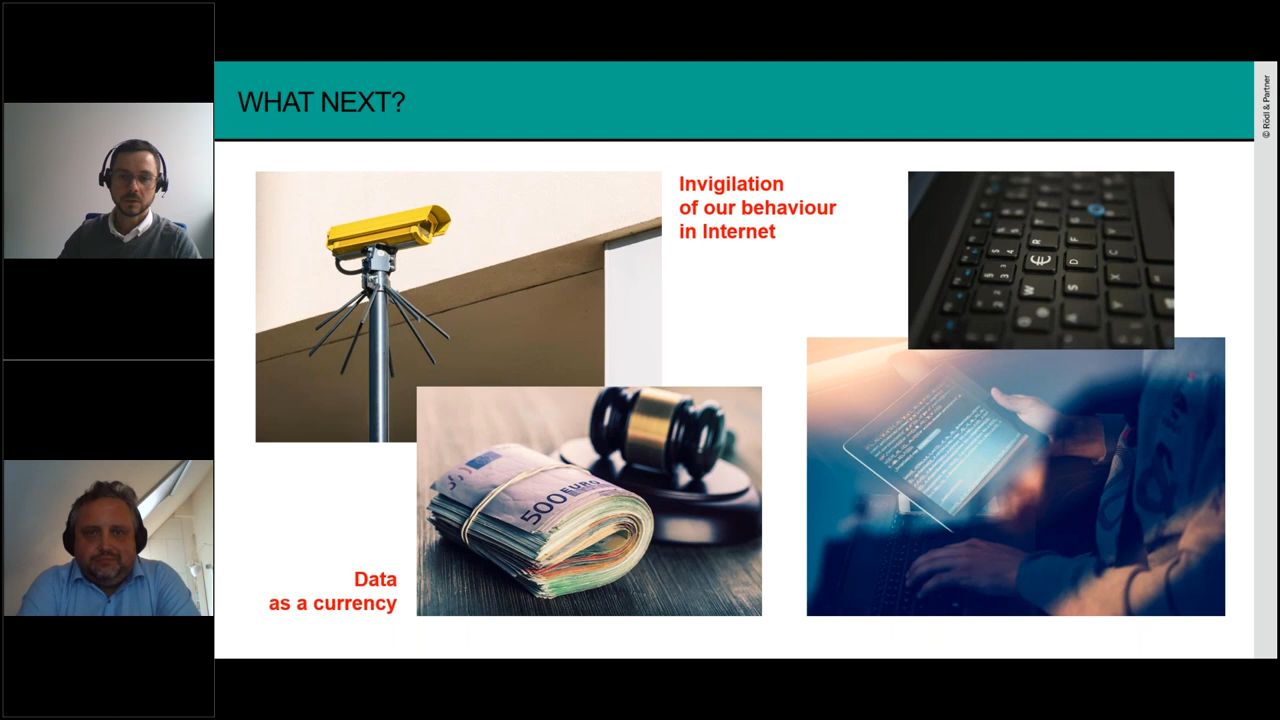 WHAT NEXT?
© Rödl & Partner
Invigilation
of our behaviour
in Internet
500 EURO
Data
as a currency